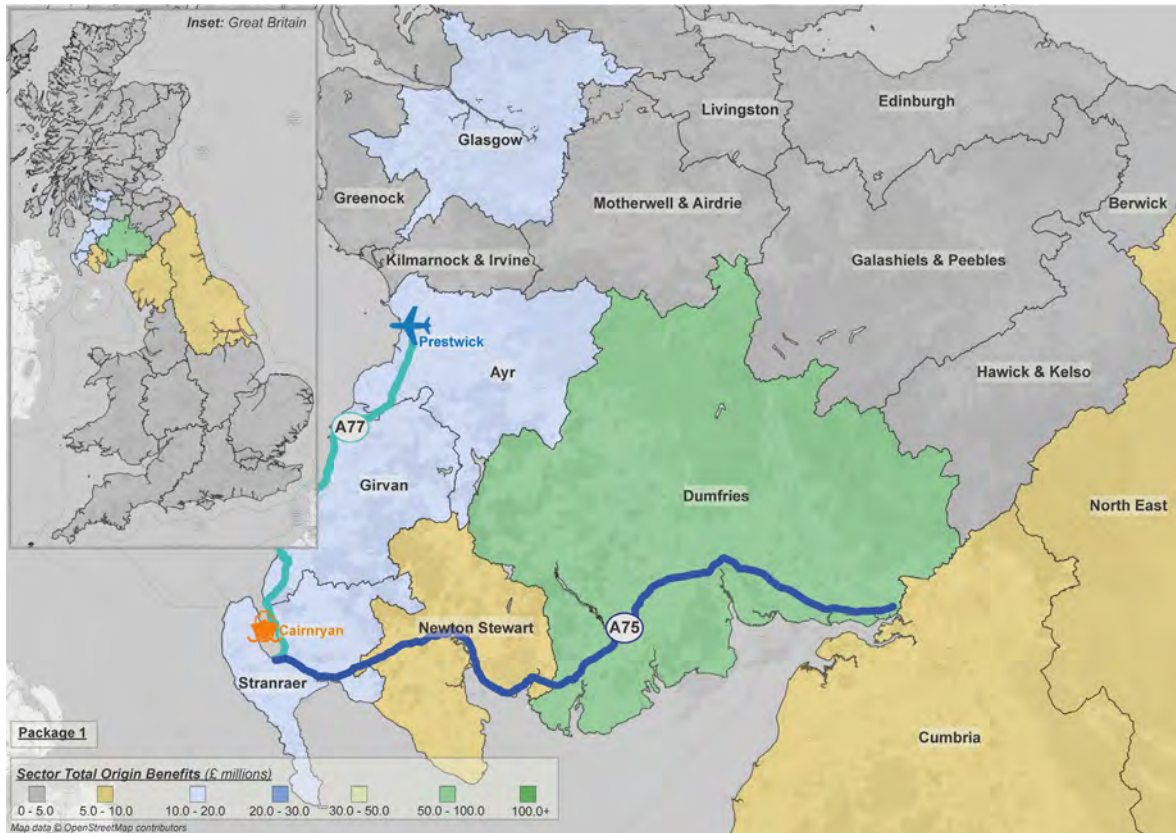 Inset: Great Britain
Livingston
Edinburgh
Glasgow
Greenock
Motherwell & Airdrie
Berwick
Kilmarnock & Irvine
Galashiels & Peebles
Prestwick
Ayr
Hawick & Kelso
A77
Girvan
Dumfries
North East
Cairnryan
Newton Stewart
A75
Stranraer
Package 1
Cumbria
Sector Total Origin Benefits (£ millions)
0 - 5.0 5.0 - 10.0 10.0 - 20.0 20.0 - 30.0 30.0 - 50.0 50.0 - 100.0 100.0+
Map data © OpenStreetMap contributors